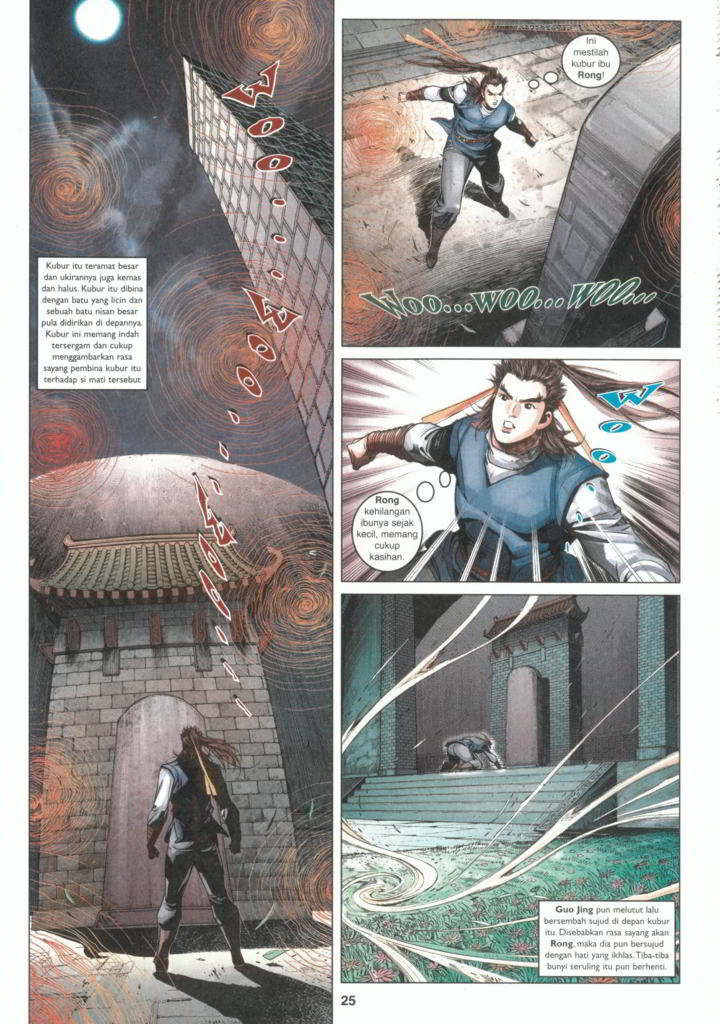 Woo...wOO...WOO...
Kubur itu teramat besar
dan ukirannya juga kemas
dan halus. Kubur itu dibina
dengan batu yang licin dan
sebuah batu nisan besar
pula didirikan di depannya.
Kubur ini memang indah
tersergam dan cukup
menggambarkan rasa
sayang pembina kubur itu
terhadap si mati tersebut
Ini
mestilah
kubur ibu
Rong!
Woo...woo...WOO...
Woo
Rong
kehilangan
ibunya sejak
kecil, memang
cukup
kasihan.
Guo Jing pun melutut lalu
bersembah sujud di depan kubur
itu. Disebabkan rasa sayang akan
Rong, maka dia pun bersujud
dengan hati yang ikhlas. Tiba-tiba
bunyi seruling itu pun berhenti.
25